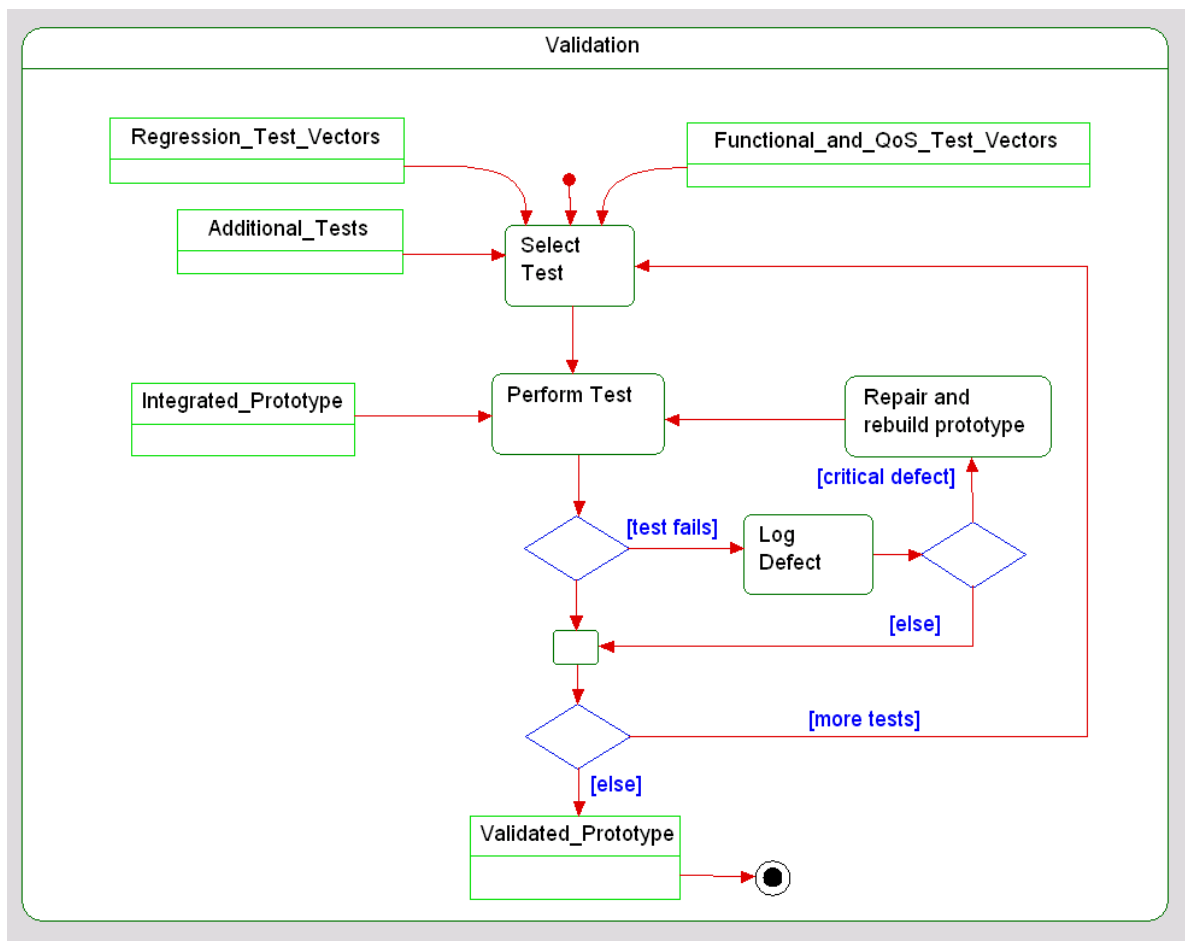 Validation
Regression_Test_Vectors
Functional_and_QoS_Test_Vectors
Additional_Tests
Select
Test
Integrated_Prototype
Perform Test
Repair and
rebuild prototype
[critical defect]
[test fails]
Log
Defect
[else]
[more tests]
[else]
Validated_Prototype